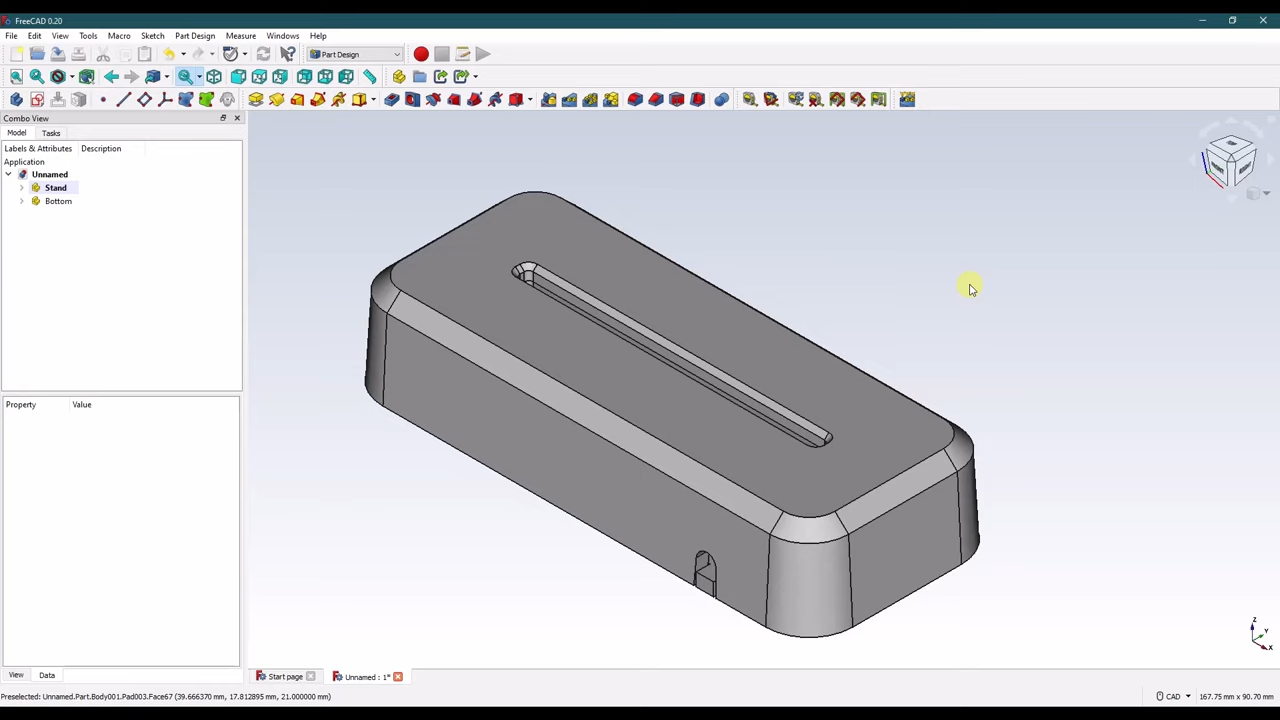 FreeCAD 0.20
File Edit View Tools Macro Sketch Part Design Measure Windows Help
Part Design
Combo View
Model Tasks
Labels & Attributes Description
Application
Unnamed
Stand
Bottom
Property Value
View Data
Start page Unnamed : 1*
Z
Y
X
Preselected: Unnamed.Part.Body001.Pad003.Face67 (39.666370 mm, 17.812895 mm, 21.000000 mm) CAD 167.75 mm x 90.70 mm